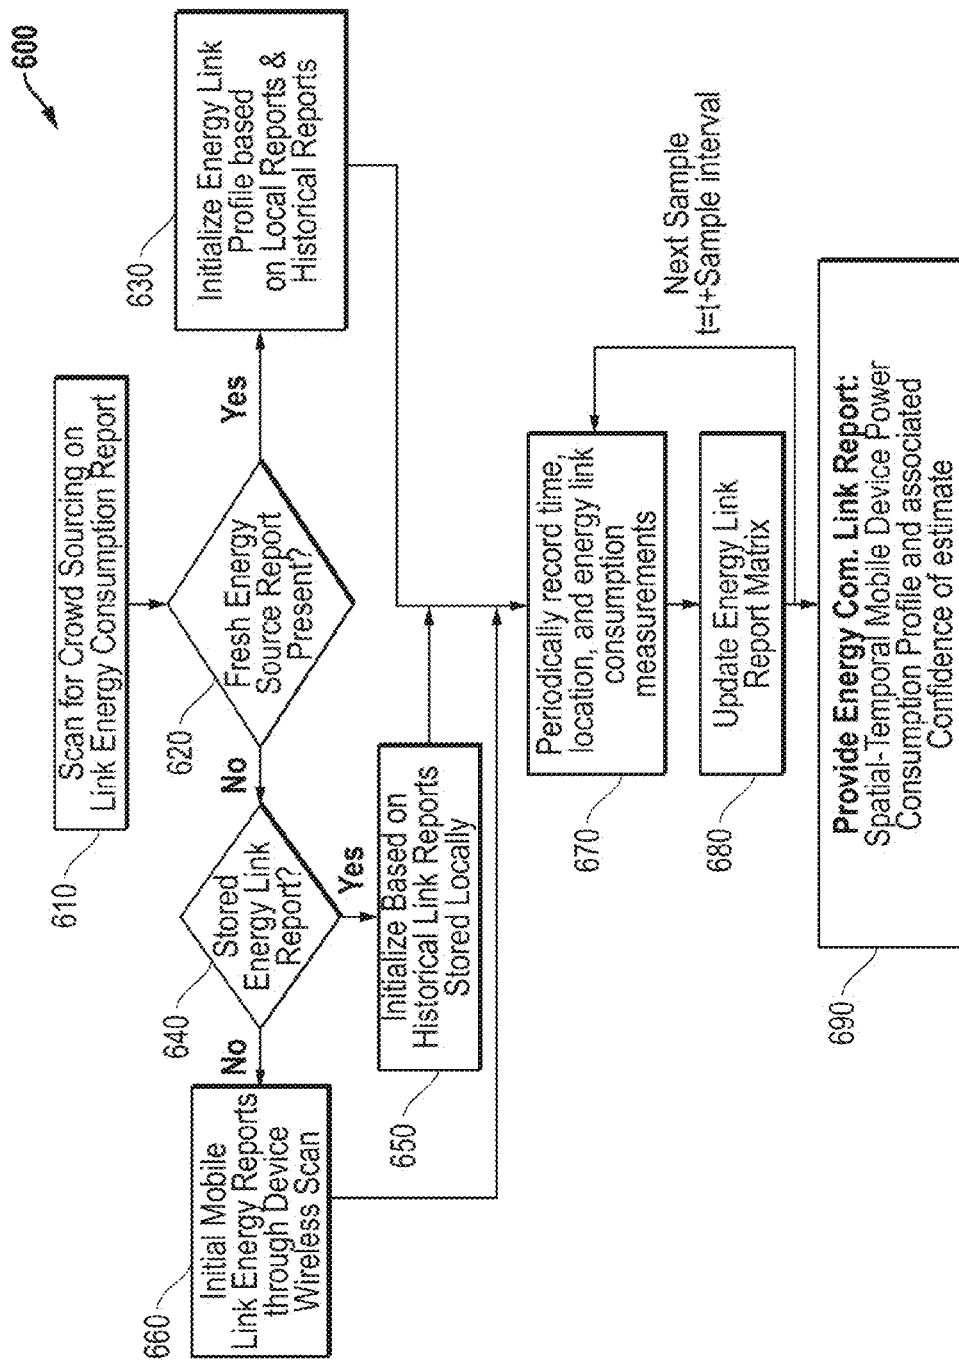 600
610
Scan for Crowd Sourcing on
Link Energy Consumption Report
620
Fresh Energy
Source Report
Present?
Yes
No
630
Initialize Energy Link
Profile based
on Local Reports &
Historical Reports
640
Stored
Energy Link
Report?
Yes
No
650
Initialize Based on
Historical Link Reports
Stored Locally
660
Initial Mobile
Link Energy Reports
through Device
Wireless Scan
670
Periodically record time,
location, and energy link
consumption
measurements
Next Sample
t=t+Sample interval
680
Update Energy Link
Report Matrix
690
Provide Energy Com. Link Report:
Spatial-Temporal Mobile Device Power
Consumption Profile and associated
Confidence of estimate